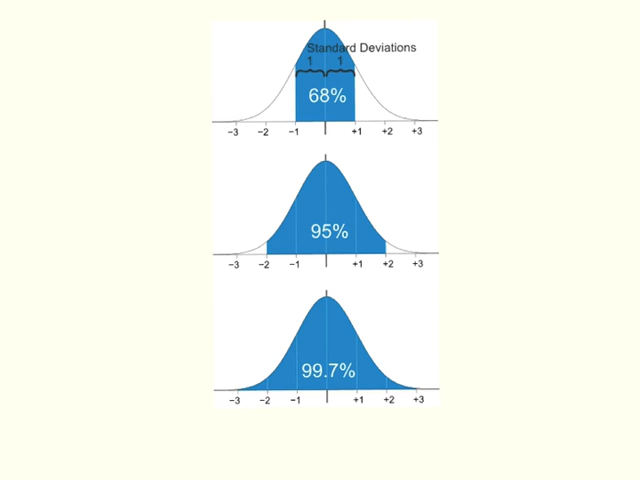 Standard Deviations
1 1
68%
−3 −2 −1 +1 +2 +3
95%
−3 −2 −1 +1 +2 +3
99.7%
−3 −2 −1 +1 +2 +3